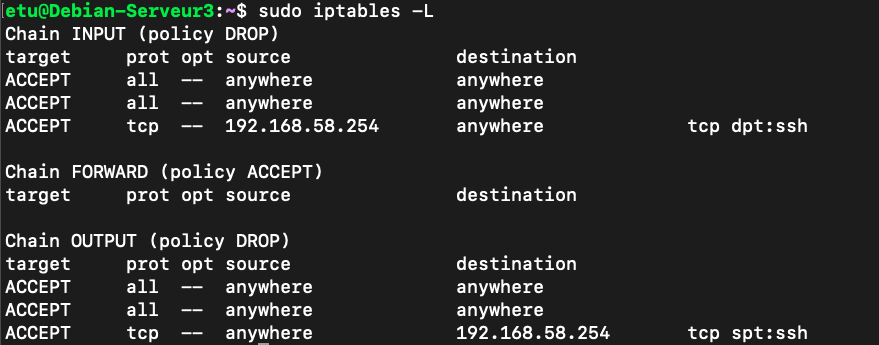 etu@Debian-Serveur3:~$ sudo iptables -L
Chain INPUT (policy DROP)
target     prot opt source               destination
ACCEPT     all  --  anywhere             anywhere
ACCEPT     all  --  anywhere             anywhere
ACCEPT     tcp  --  192.168.58.254       anywhere             tcp dpt:ssh

Chain FORWARD (policy ACCEPT)
target     prot opt source               destination

Chain OUTPUT (policy DROP)
target     prot opt source               destination
ACCEPT     all  --  anywhere             anywhere
ACCEPT     all  --  anywhere             anywhere
ACCEPT     tcp  --  anywhere             192.168.58.254       tcp spt:ssh